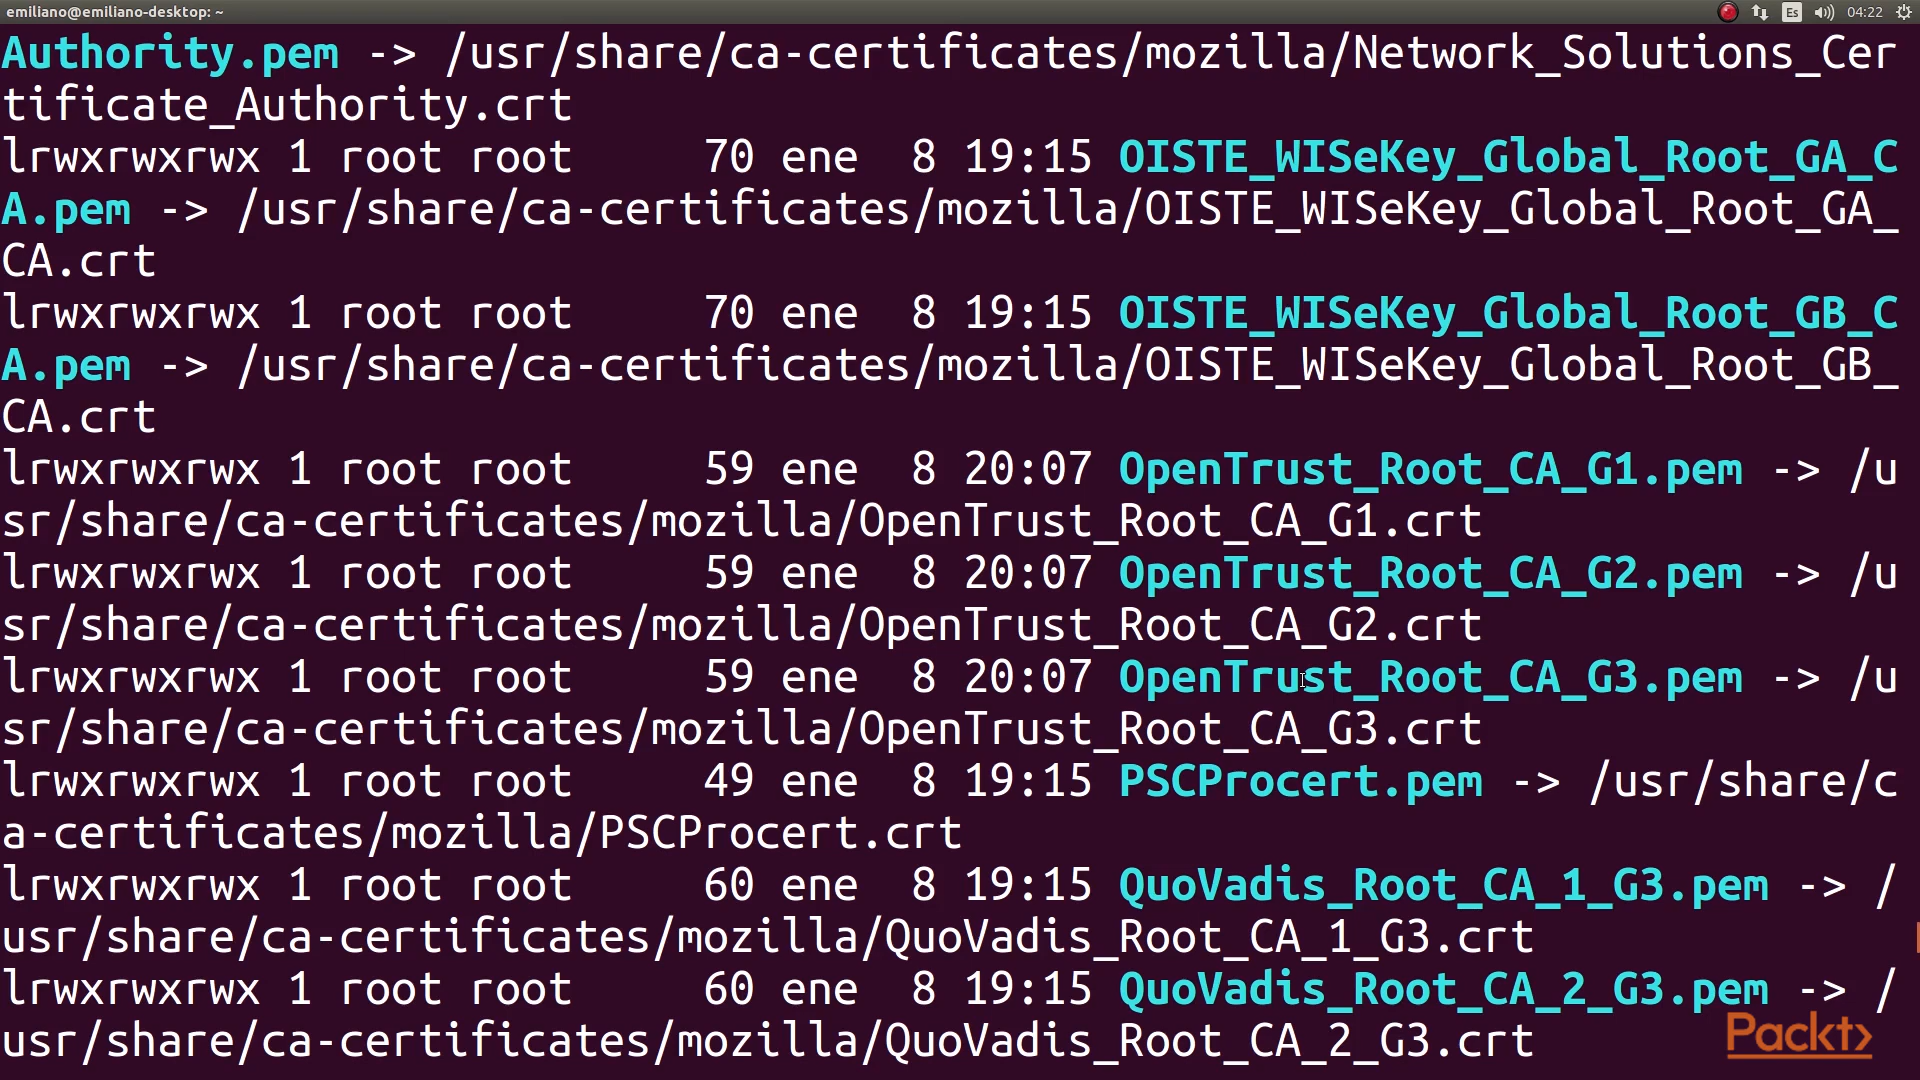 emiliano@emiliano-desktop: ~
Es 04:22
Authority.pem -> /usr/share/ca-certificates/mozilla/Network_Solutions_Cer
tificate_Authority.crt
lrwxrwxrwx 1 root root     70 ene  8 19:15 OISTE_WISeKey_Global_Root_GA_C
A.pem -> /usr/share/ca-certificates/mozilla/OISTE_WISeKey_Global_Root_GA_
CA.crt
lrwxrwxrwx 1 root root     70 ene  8 19:15 OISTE_WISeKey_Global_Root_GB_C
A.pem -> /usr/share/ca-certificates/mozilla/OISTE_WISeKey_Global_Root_GB_
CA.crt
lrwxrwxrwx 1 root root     59 ene  8 20:07 OpenTrust_Root_CA_G1.pem -> /u
sr/share/ca-certificates/mozilla/OpenTrust_Root_CA_G1.crt
lrwxrwxrwx 1 root root     59 ene  8 20:07 OpenTrust_Root_CA_G2.pem -> /u
sr/share/ca-certificates/mozilla/OpenTrust_Root_CA_G2.crt
lrwxrwxrwx 1 root root     59 ene  8 20:07 OpenTrust_Root_CA_G3.pem -> /u
sr/share/ca-certificates/mozilla/OpenTrust_Root_CA_G3.crt
lrwxrwxrwx 1 root root     49 ene  8 19:15 PSCProcert.pem -> /usr/share/c
a-certificates/mozilla/PSCProcert.crt
lrwxrwxrwx 1 root root     60 ene  8 19:15 QuoVadis_Root_CA_1_G3.pem -> /
usr/share/ca-certificates/mozilla/QuoVadis_Root_CA_1_G3.crt
lrwxrwxrwx 1 root root     60 ene  8 19:15 QuoVadis_Root_CA_2_G3.pem -> /
usr/share/ca-certificates/mozilla/QuoVadis_Root_CA_2_G3.crt
Packt>